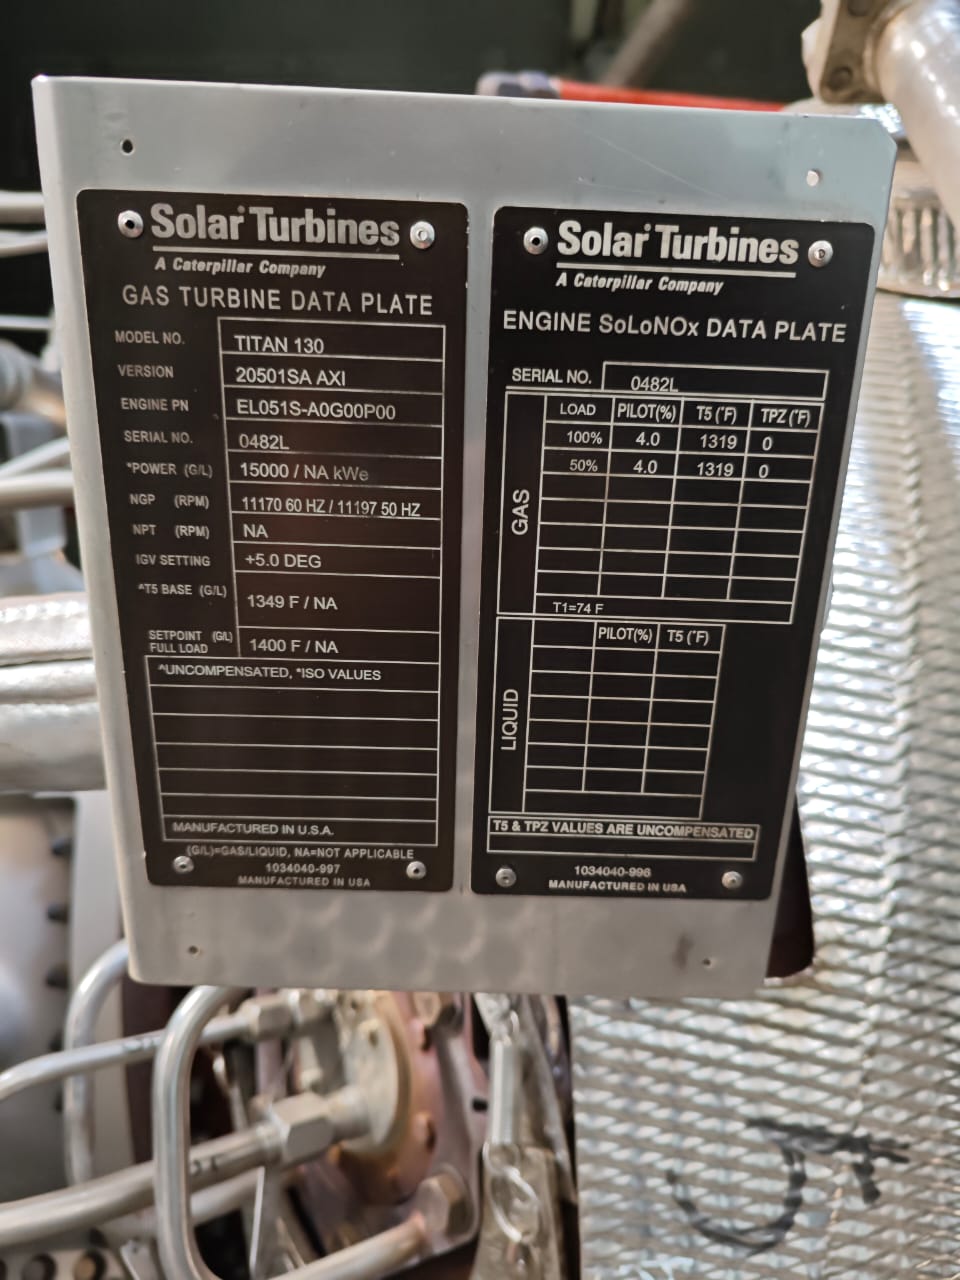 Solar Turbines
A Caterpillar Company
GAS TURBINE DATA PLATE
MODEL NO. TITAN 130
VERSION 20501SA AXI
ENGINE PN EL051S-A0G00P00
SERIAL NO. 0482L
*POWER (G/L) 15000 / NA kWe
NGP (RPM) 11170 60 HZ / 11197 50 HZ
NPT (RPM) NA
IGV SETTING +5.0 DEG
^T5 BASE (G/L) 1349 F / NA
SETPOINT (G/L)
FULL LOAD 1400 F / NA
^UNCOMPENSATED, *ISO VALUES
MANUFACTURED IN U.S.A.
(G/L)=GAS/LIQUID, NA=NOT APPLICABLE
1034040-997
MANUFACTURED IN USA
Solar Turbines
A Caterpillar Company
ENGINE SoLoNOx DATA PLATE
SERIAL NO. 0482L
GAS
LOAD PILOT(%) T5 (°F) TPZ (°F)
100% 4.0 1319 0
50% 4.0 1319 0
T1=74 F
LIQUID
PILOT(%) T5 (°F)
T5 & TPZ VALUES ARE UNCOMPENSATED
1034040-996
MANUFACTURED IN USA